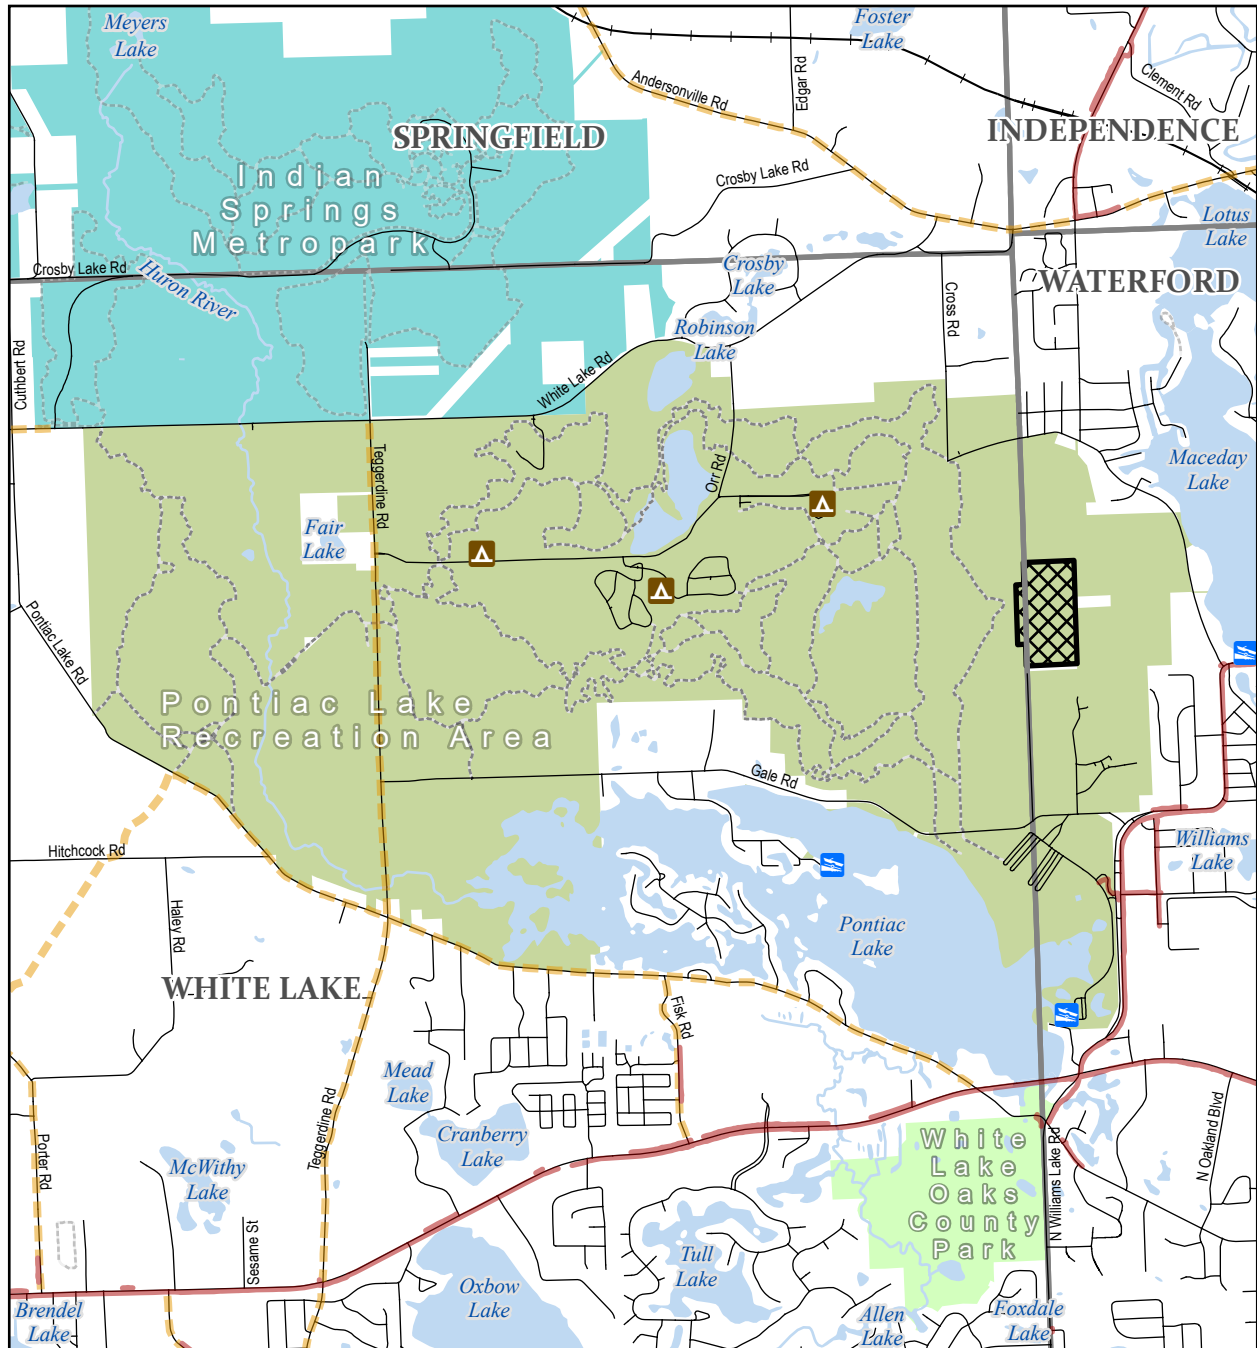 Meyers
Lake
Foster
Lake
Edgar Rd
Andersonville Rd
Clement Rd
SPRINGFIELD
INDEPENDENCE
Indian
Springs
Metropark
Crosby Lake Rd
Lotus
Lake
Crosby Lake Rd
Huron River
Crosby
Lake
WATERFORD
Cross Rd
Robinson
Lake
Cuthbert Rd
White Lake Rd
Teggerdine Rd
Orr Rd
Maceday
Lake
Fair
Lake
Pontiac Lake Rd
Pontiac Lake
Recreation Area
Gale Rd
Hitchcock Rd
Williams
Lake
Haley Rd
Pontiac
Lake
WHITE LAKE
Fisk Rd
Mead
Lake
Teggerdine Rd
Cranberry
Lake
White
Lake
Oaks
County
Park
N Williams Lake Rd
N Oakland Blvd
Porter Rd
McWithy
Lake
Sesame St
Tull
Lake
Oxbow
Lake
Brendel
Lake
Allen
Lake
Foxdale
Lake